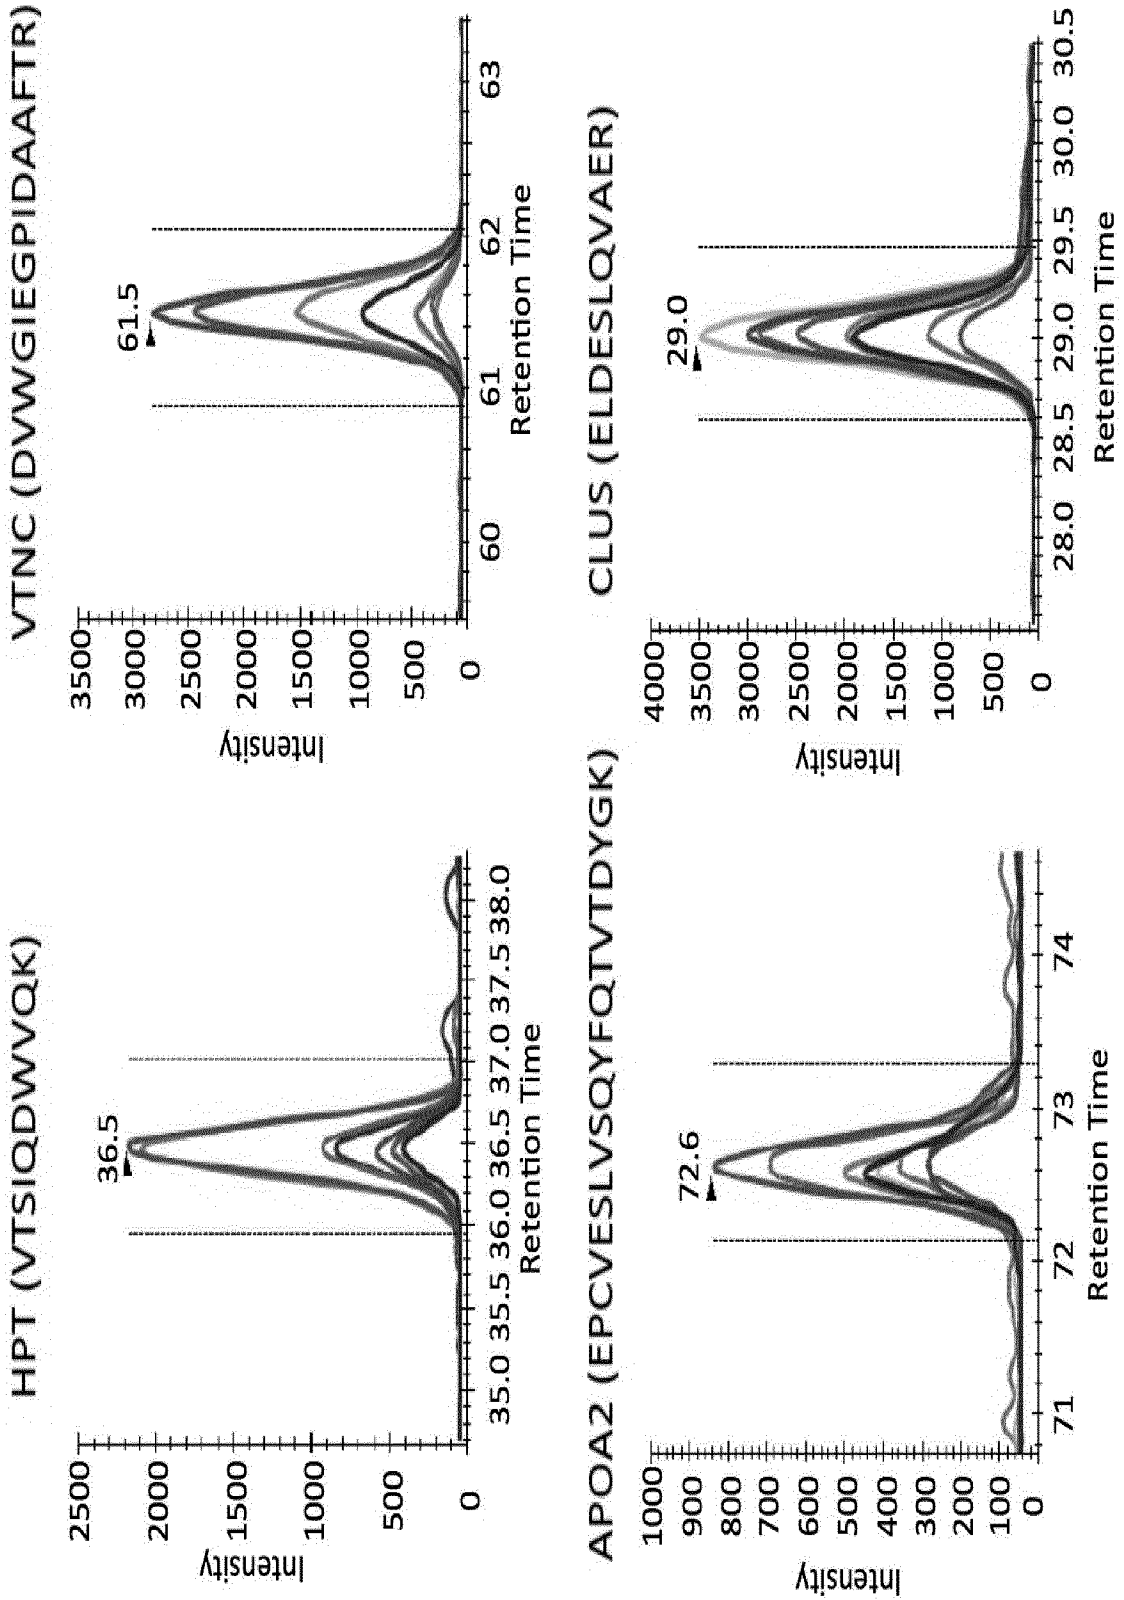 HPT (VTSIQDWVVQK)
36.5
Intensity
2500
2000
1500
1000
500
0
35.0 35.5 36.0 36.5 37.0 37.5 38.0
Retention Time
VTNC (DVWGIEGPIDAAFTR)
61.5
Intensity
3500
3000
2500
2000
1500
1000
500
0
60 61 62 63
Retention Time
APOA2 (EPCVESLVSQYFQTVTDYGK)
72.6
Intensity
1000
900
800
700
600
500
400
300
200
100
0
71 72 73 74
Retention Time
CLUS (ELDESLQVAER)
29.0
Intensity
4000
3500
3000
2500
2000
1500
1000
500
0
28.0 28.5 29.0 29.5 30.0 30.5
Retention Time